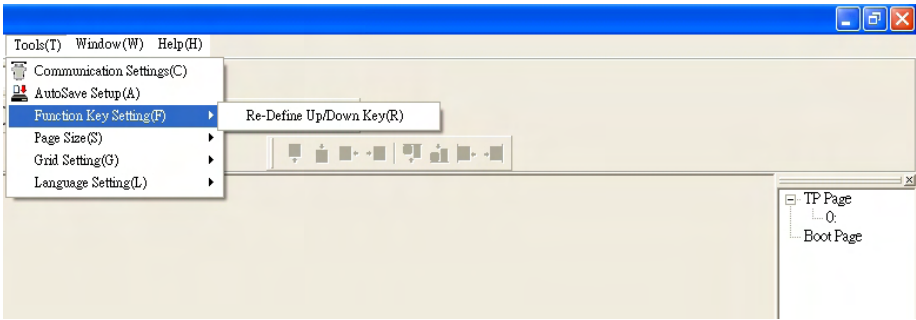 Tools(T) Window(W) Help(H)
Communication Settings(C)
AutoSave Setup(A)
Function Key Setting(F)
Re-Define Up/Down Key(R)
Page Size(S)
Grid Setting(G)
Language Setting(L)
TP Page
0:
Boot Page